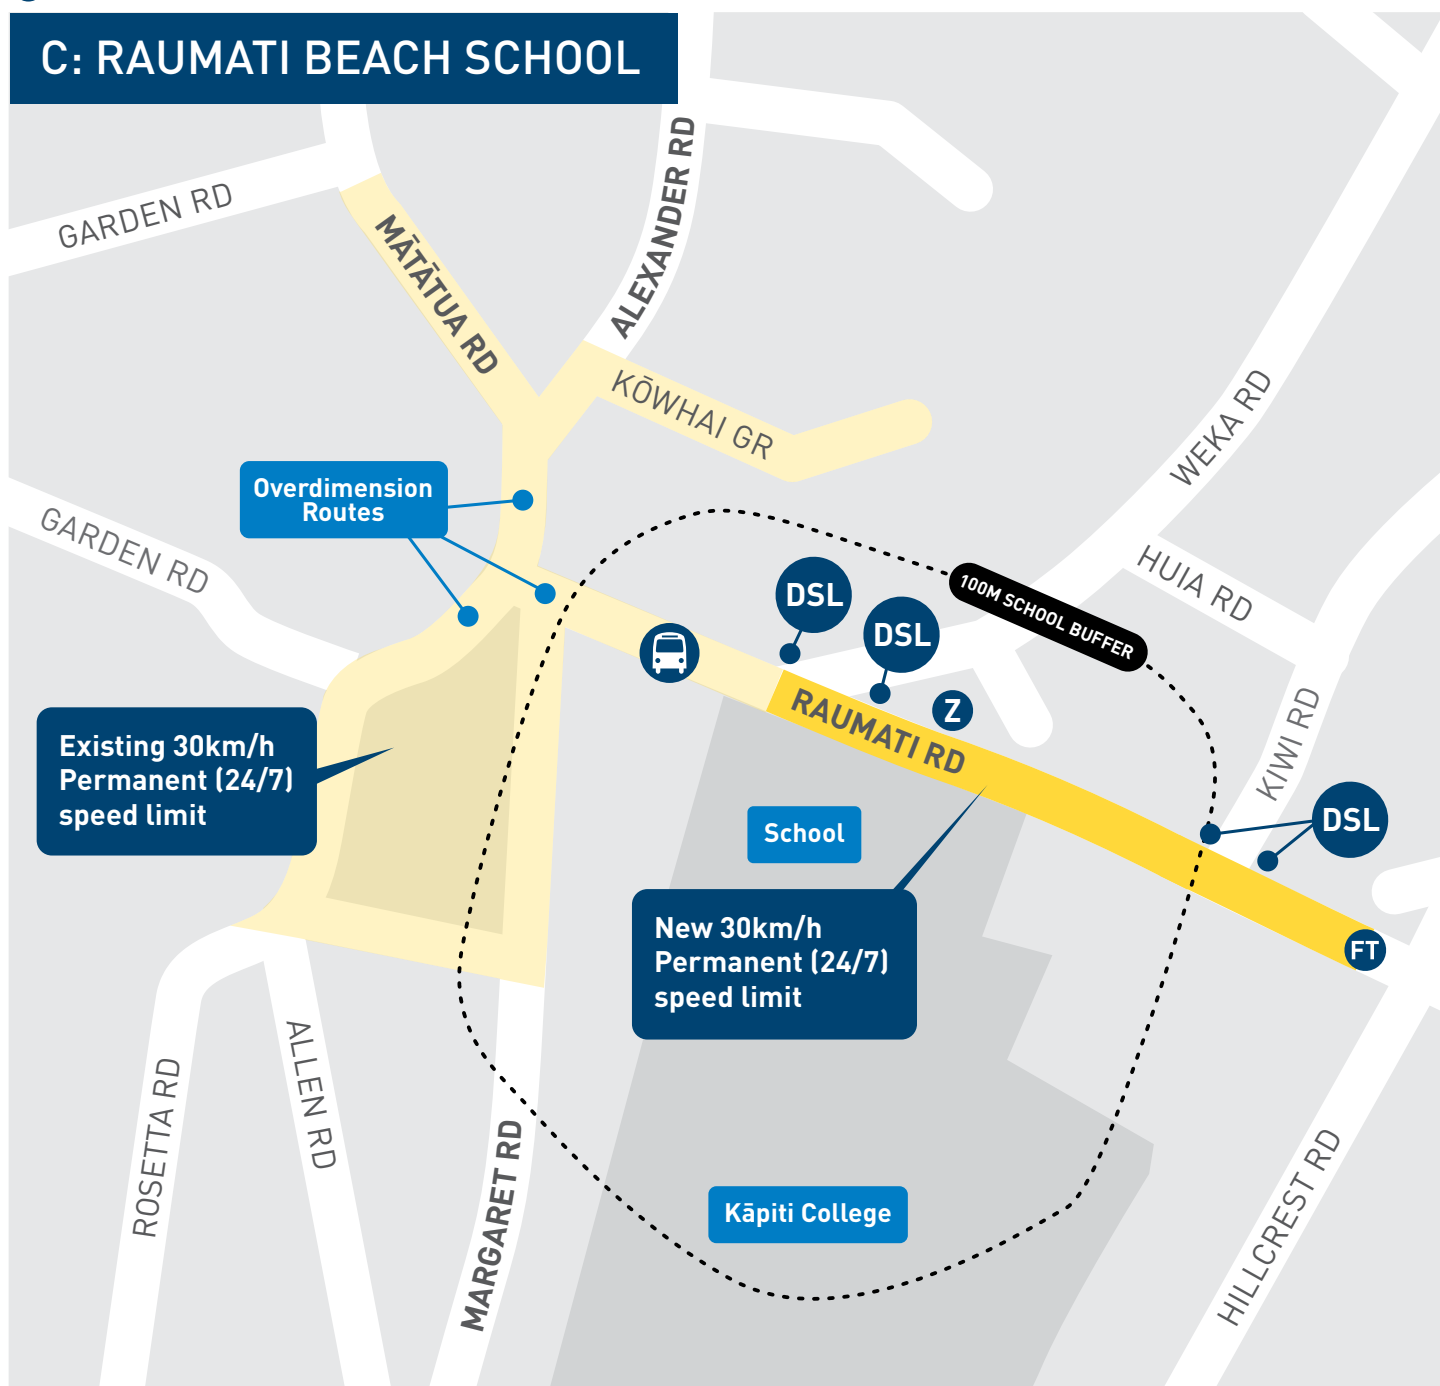 C: RAUMATI BEACH SCHOOL
GARDEN RD
MĀTĀTUA RD
ALEXANDER RD
KŌWHAI GR
WEKA RD
Overdimension
Routes
GARDEN RD
HUIA RD
100M SCHOOL BUFFER
DSL
DSL
Z
RAUMATI RD
KIWI RD
Existing 30km/h
Permanent (24/7)
speed limit
School
DSL
New 30km/h
Permanent (24/7)
speed limit
FT
ROSETTA RD
ALLEN RD
MARGARET RD
Kāpiti College
HILLCREST RD